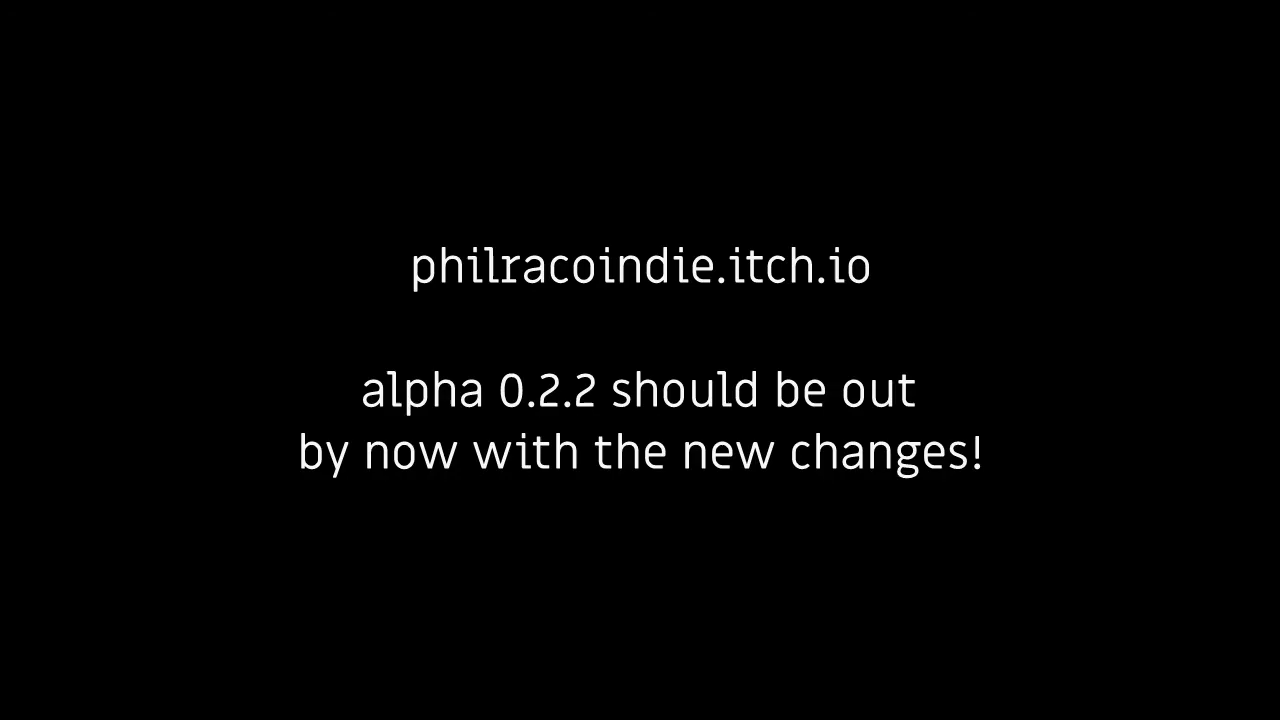 philracoindie.itch.io
alpha 0.2.2 should be out
by now with the new changes!